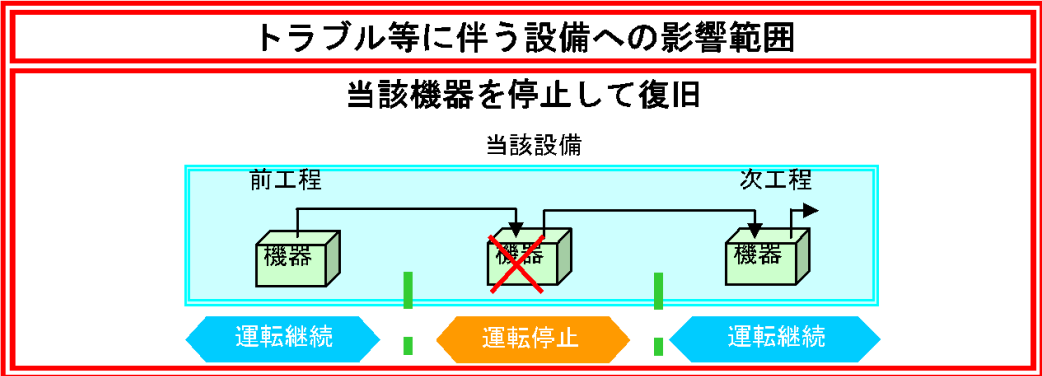 トラブル等に伴う設備への影響範囲
当該機器を停止して復旧
当該設備
前工程
次工程
機器
機器
機器
運転継続
運転停止
運転継続